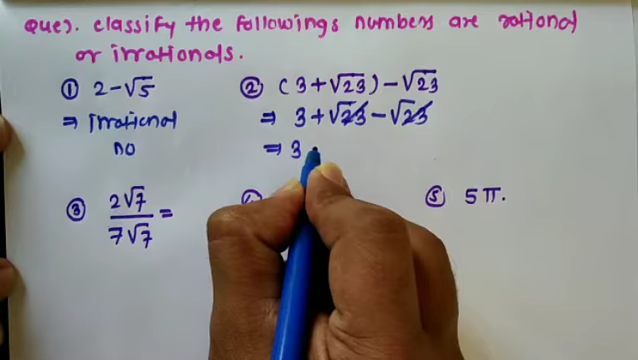 Que7. classify the followings numbers are rational
or irrationals.
① 2-√5
⇒ irrational
no
② (3+√23)-√23
⇒ 3+√23-√23
⇒ 3
③ 2√7
7√7 =
⑤ 5π.